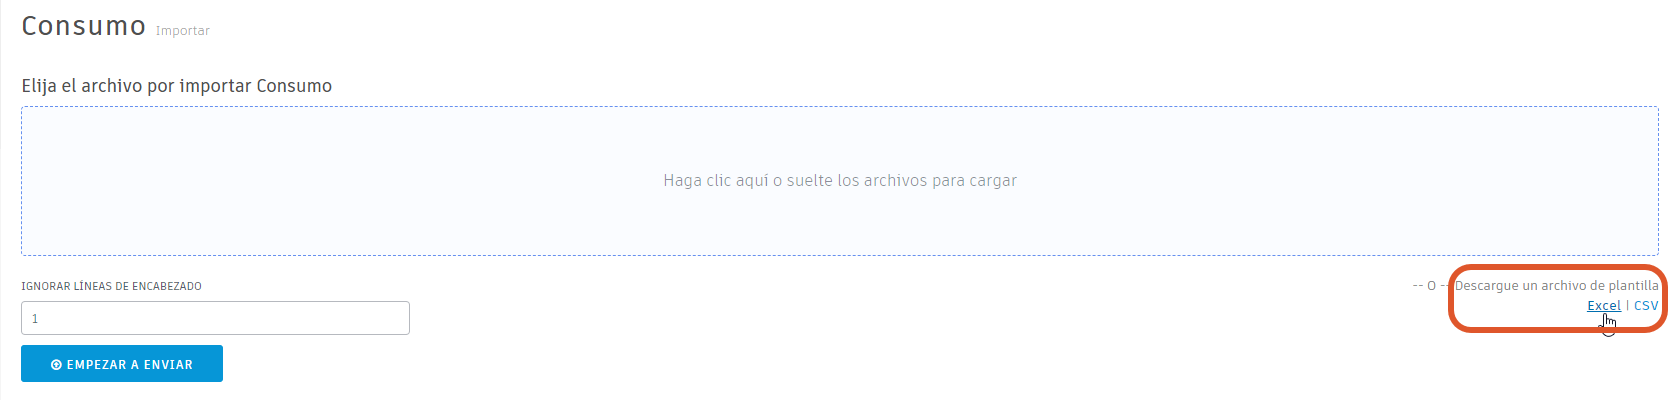 Consumo Importar
Elija el archivo por importar Consumo
Haga clic aquí o suelte los archivos para cargar
IGNORAR LÍNEAS DE ENCABEZADO
-- O -- Descargue un archivo de plantilla
Excel | CSV
1
EMPEZAR A ENVIAR